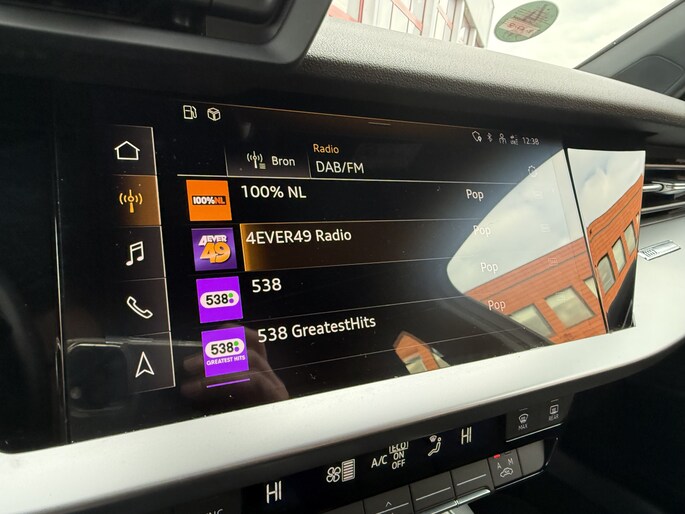 12:38
Radio
Bron
DAB/FM
100%NL
100% NL
Pop
4EVER
49
4EVER49 Radio
Pop
538
538
Pop
538
GREATEST HITS
538 GreatestHits
Pop
MAX
REAR
HI
A/C
ECO
ON
OFF
HI
A
M